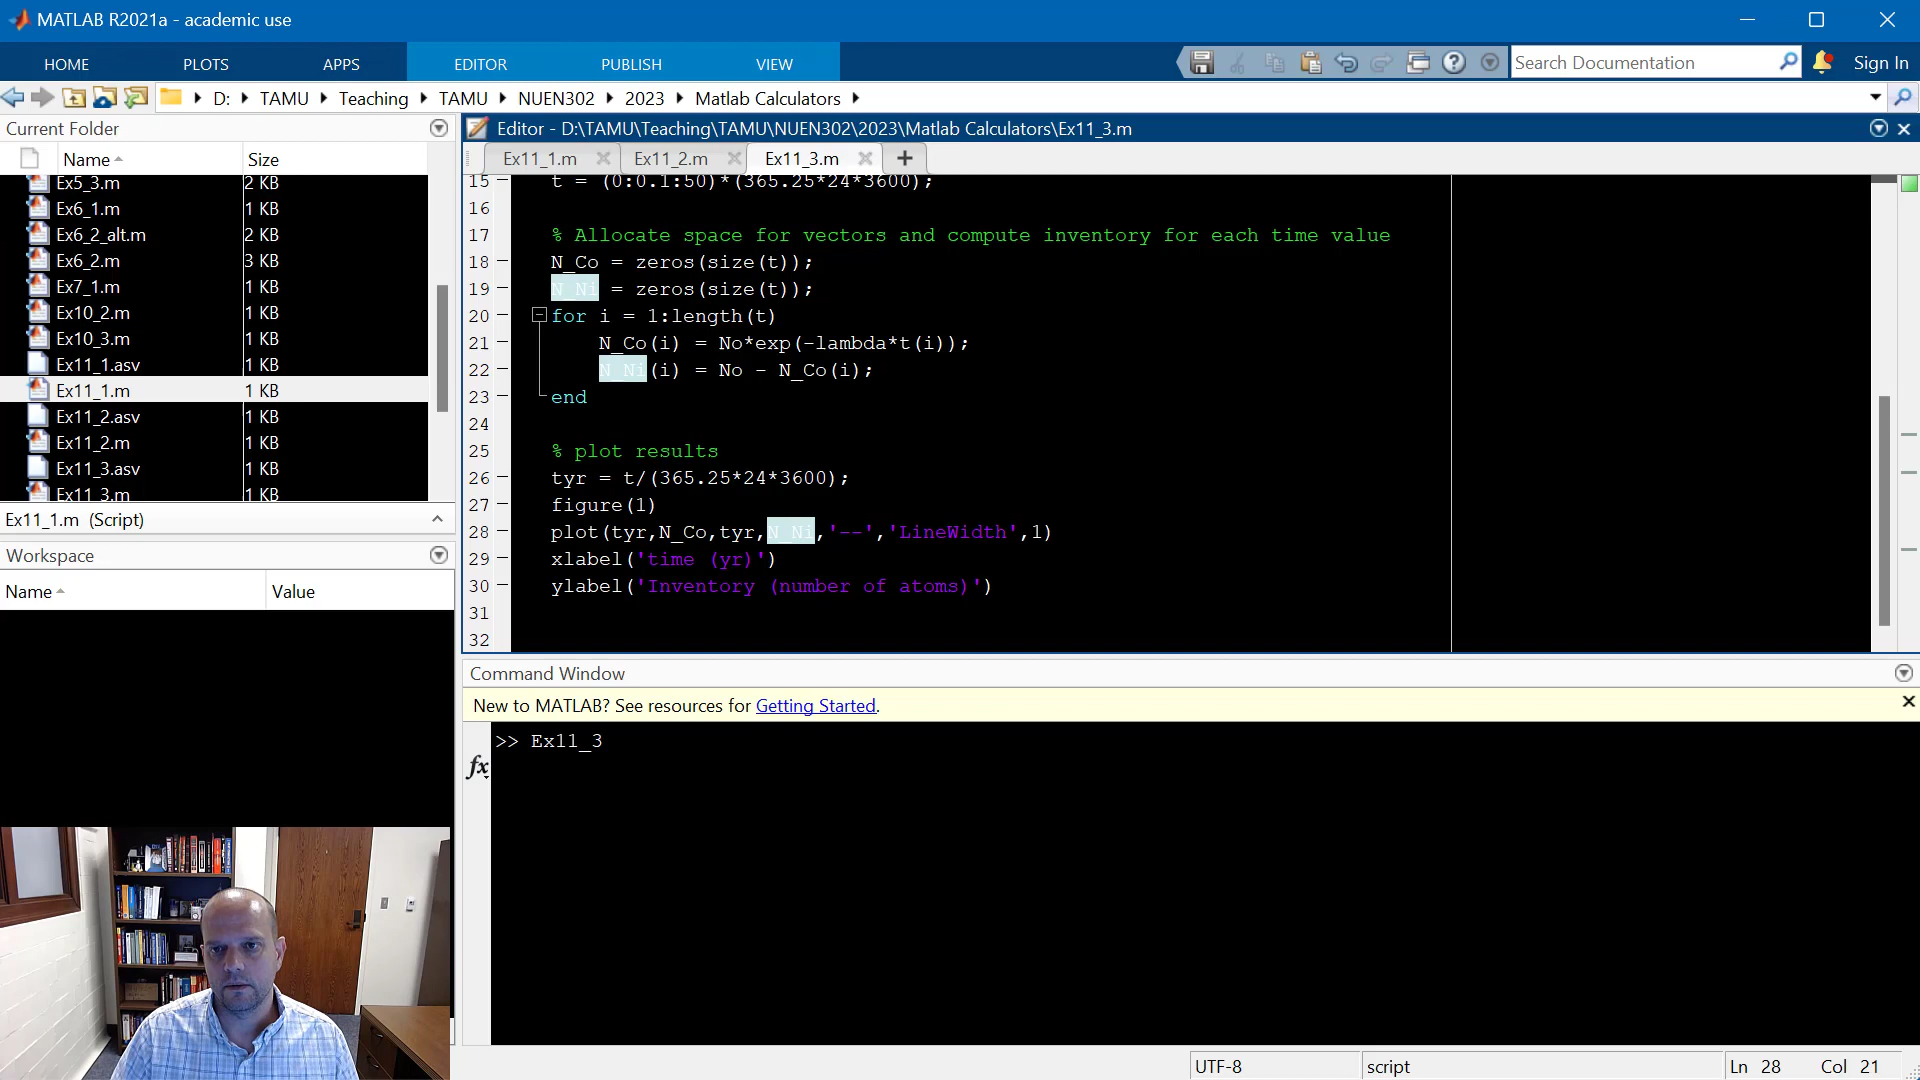 MATLAB R2021a - academic use
HOME PLOTS APPS EDITOR PUBLISH VIEW
Search Documentation
Sign In
D: TAMU Teaching TAMU NUEN302 2023 Matlab Calculators
Current Folder
Name Size
Ex5_3.m 2 KB
Ex6_1.m 1 KB
Ex6_2_alt.m 2 KB
Ex6_2.m 3 KB
Ex7_1.m 1 KB
Ex10_2.m 1 KB
Ex10_3.m 1 KB
Ex11_1.asv 1 KB
Ex11_1.m 1 KB
Ex11_2.asv 1 KB
Ex11_2.m 1 KB
Ex11_3.asv 1 KB
Ex11_3.m 1 KB
Ex11_1.m (Script)
Workspace
Name Value
Editor - D:\TAMU\Teaching\TAMU\NUEN302\2023\Matlab Calculators\Ex11_3.m
Ex11_1.m Ex11_2.m Ex11_3.m
15 t = (0:0.1:50)*(365.25*24*3600);
16
17 % Allocate space for vectors and compute inventory for each time value
18 N_Co = zeros(size(t));
19 N_Ni = zeros(size(t));
20 for i = 1:length(t)
21 N_Co(i) = No*exp(-lambda*t(i));
22 N_Ni(i) = No - N_Co(i);
23 end
24
25 % plot results
26 tyr = t/(365.25*24*3600);
27 figure(1)
28 plot(tyr,N_Co,tyr,N_Ni,'--','LineWidth',1)
29 xlabel('time (yr)')
30 ylabel('Inventory (number of atoms)')
31
32
Command Window
New to MATLAB? See resources for Getting Started.
>> Ex11_3
fx
UTF-8 script Ln 28 Col 21